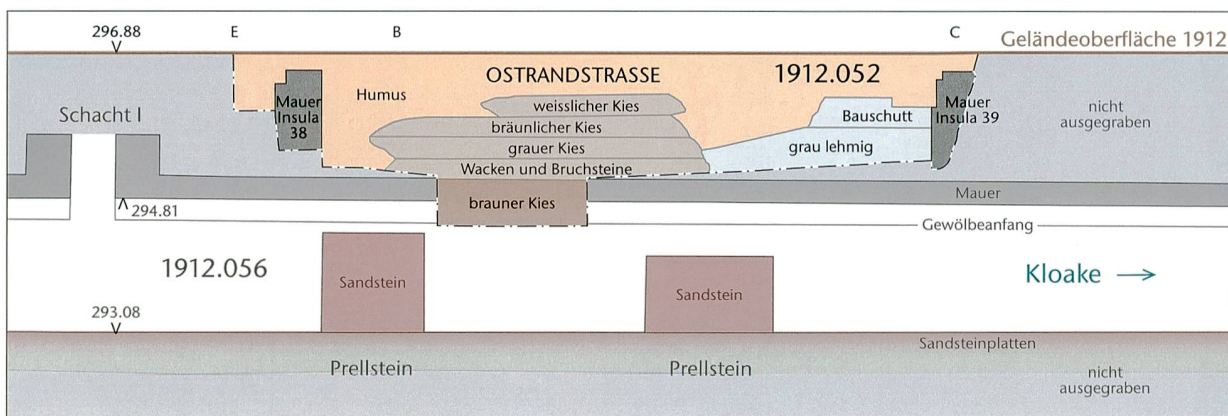 296.88
E
B
C
Geländeoberfläche 1912
OSTRANDSTRASSE
1912.052
Schacht I
Mauer
Insula
38
Humus
weisslicher Kies
bräunlicher Kies
grauer Kies
Wacken und Bruchsteine
brauner Kies
Bauschutt
grau lehmig
Mauer
Insula 39
nicht
ausgegraben
Mauer
294.81
Gewölbeanfang
1912.056
Sandstein
Sandstein
Kloake
293.08
Sandsteinplatten
Prellstein
Prellstein
nicht
ausgegraben